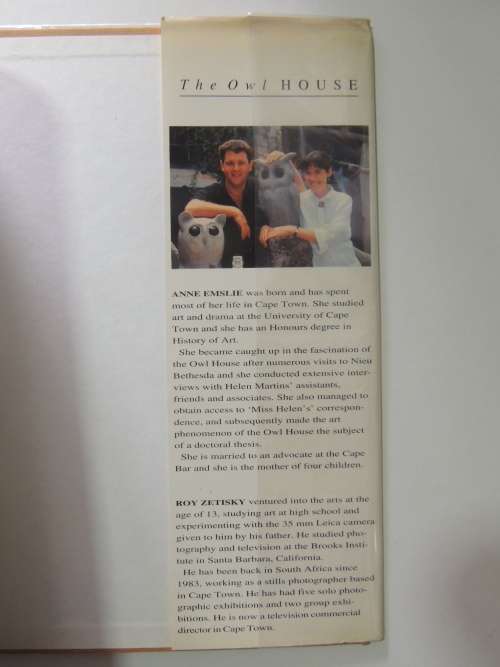 The Owl HOUSE
ANNE EMSLIE was born and has spent
most of her life in Cape Town. She studied
art and drama at the University of Cape
Town and she has an Honours degree in
History of Art.
She became caught up in the fascination of
the Owl House after numerous visits to Nieu
Bethesda and she conducted extensive inter-
views with Helen Martins' assistants,
friends and associates. She also managed to
obtain access to 'Miss Helen's' correspon-
dence, and subsequently made the art
phenomenon of the Owl House the subject
of a doctoral thesis.
She is married to an advocate at the Cape
Bar and she is the mother of four children.
ROY ZETISKY ventured into the arts at the
age of 13, studying art at high school and
experimenting with the 35 mm Leica camera
given to him by his father. He studied pho-
tography and television at the Brooks Insti-
tute in Santa Barbara, California.
He has been back in South Africa since
1983, working as a stills photographer based
in Cape Town. He has had five solo photo-
graphic exhibitions and two group exhi-
bitions. He is now a television commercial
director in Cape Town.